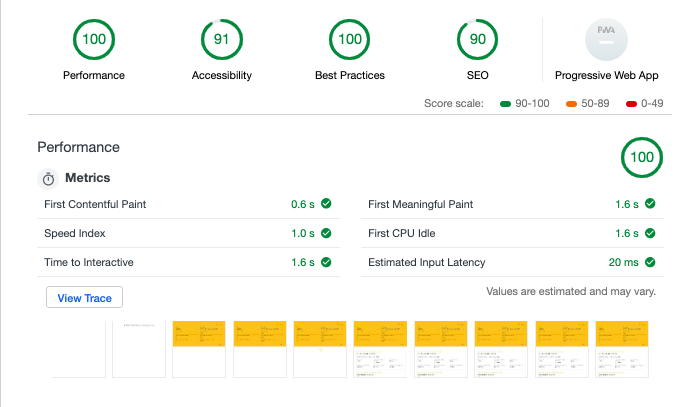 100 91 100 90 PWA
Performance Accessibility Best Practices SEO Progressive Web App
Score scale: 90-100 50-89 0-49
Performance
100
Metrics
First Contentful Paint 0.6 s First Meaningful Paint 1.6 s
Speed Index 1.0 s First CPU Idle 1.6 s
Time to Interactive 1.6 s Estimated Input Latency 20 ms
View Trace
Values are estimated and may vary.